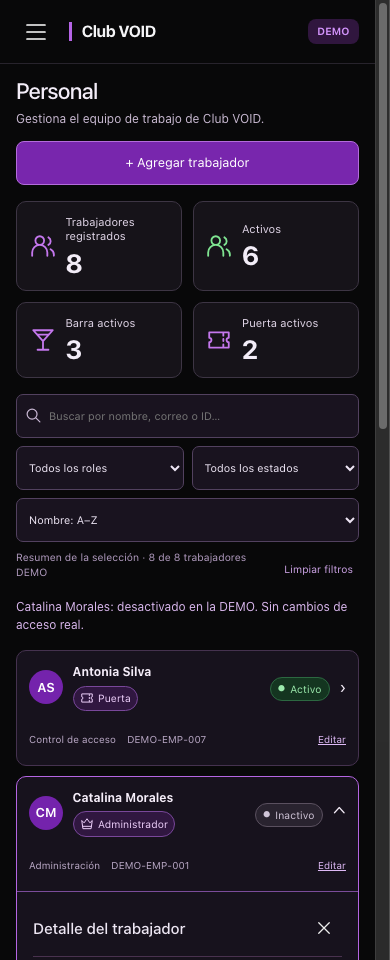 Club VOID
DEMO
Personal
Gestiona el equipo de trabajo de Club VOID.
+ Agregar trabajador
Trabajadores
registrados
8
Activos
6
Barra activos
3
Puerta activos
2
Buscar por nombre, correo o ID...
Todos los roles
Todos los estados
Nombre: A–Z
Resumen de la selección · 8 de 8 trabajadores
DEMO
Limpiar filtros
Catalina Morales: desactivado en la DEMO. Sin cambios de
acceso real.
AS
Antonia Silva
Puerta
Activo
Control de acceso DEMO-EMP-007
Editar
CM
Catalina Morales
Administrador
Inactivo
Administración DEMO-EMP-001
Editar
Detalle del trabajador